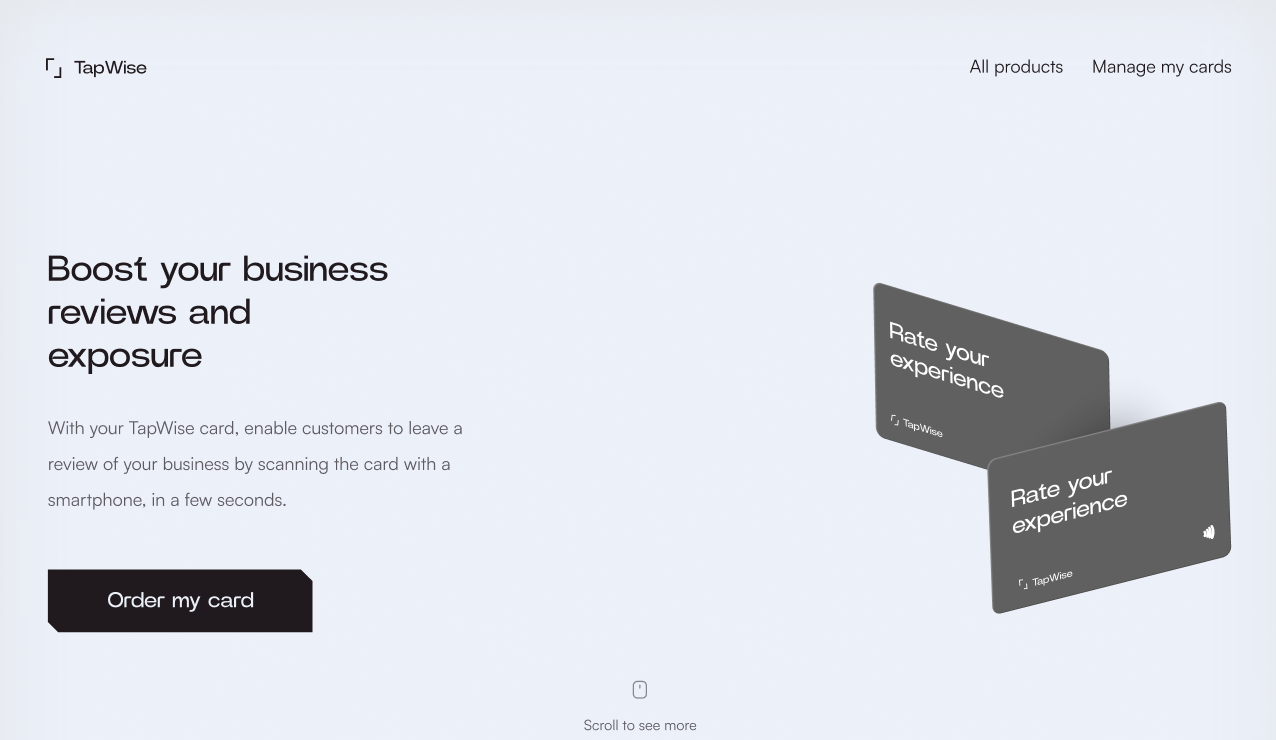 TapWise
All products
Manage my cards
Boost your business
reviews and
exposure
With your TapWise card, enable customers to leave a
review of your business by scanning the card with a
smartphone, in a few seconds.
Order my card
Rate your
experience
TapWise
Rate your
experience
TapWise
Scroll to see more